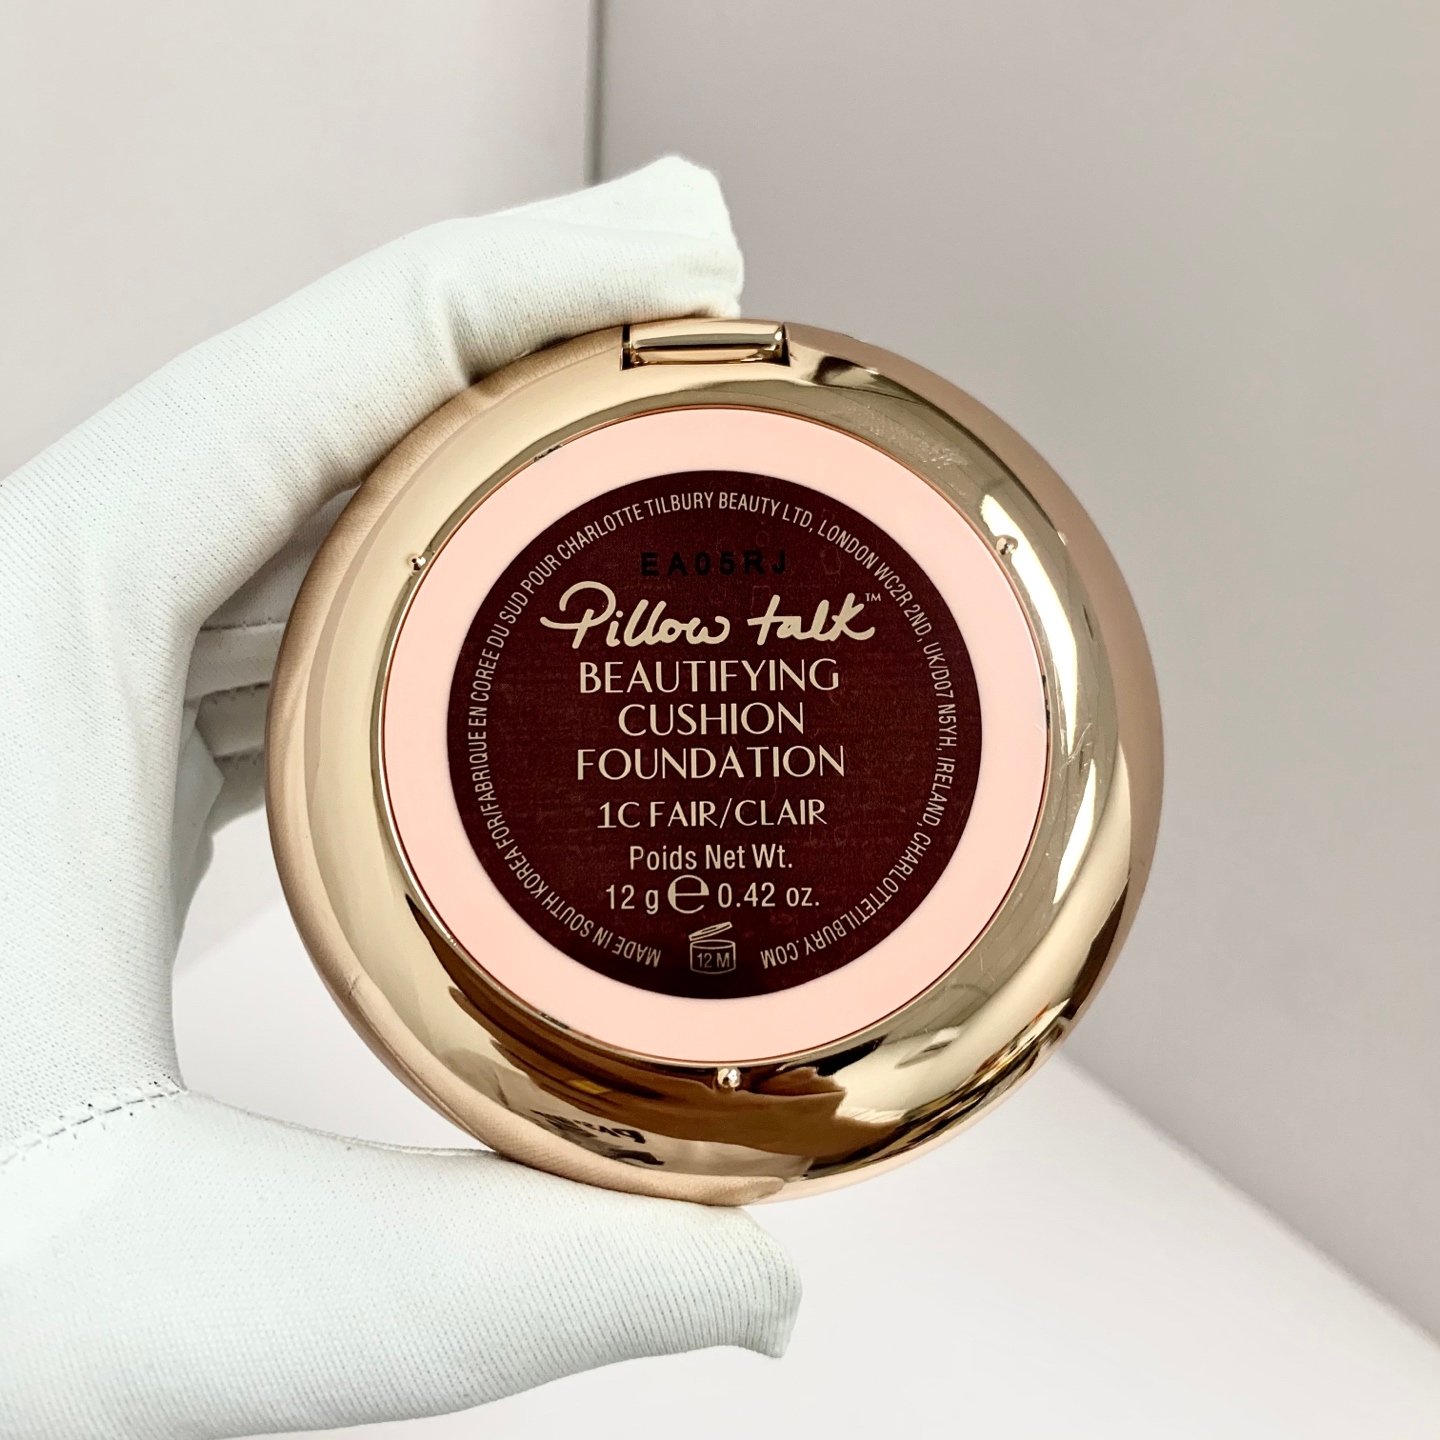 MADE IN SOUTH KOREA FOR/FABRIQUE EN COREE DU SUD POUR CHARLOTTE TILBURY BEAUTY LTD, LONDON WC2R 2ND, UK/D07 N5YH, IRELAND, CHARLOTTETILBURY.COM
EA05RJ
Pillow talk™
BEAUTIFYING
CUSHION
FOUNDATION
1C FAIR/CLAIR
Poids Net Wt.
12 g ℮ 0.42 oz.
12 M